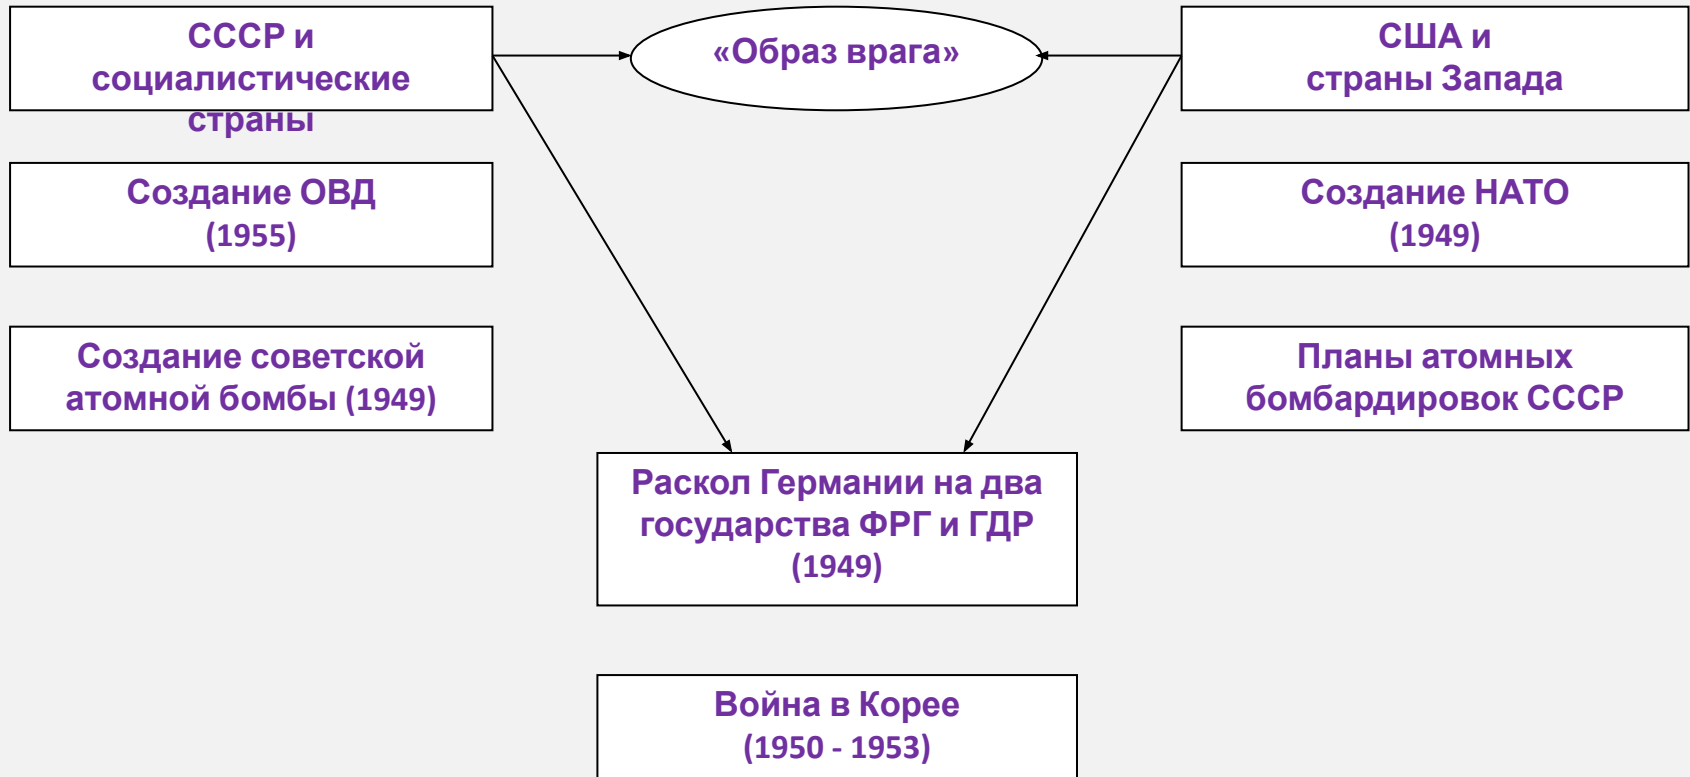 СССР и
социалистические
страны
«Образ врага»
США и
страны Запада
Создание ОВД
(1955)
Создание НАТО
(1949)
Создание советской
атомной бомбы (1949)
Планы атомных
бомбардировок СССР
Раскол Германии на два
государства ФРГ и ГДР
(1949)
Война в Корее
(1950 - 1953)